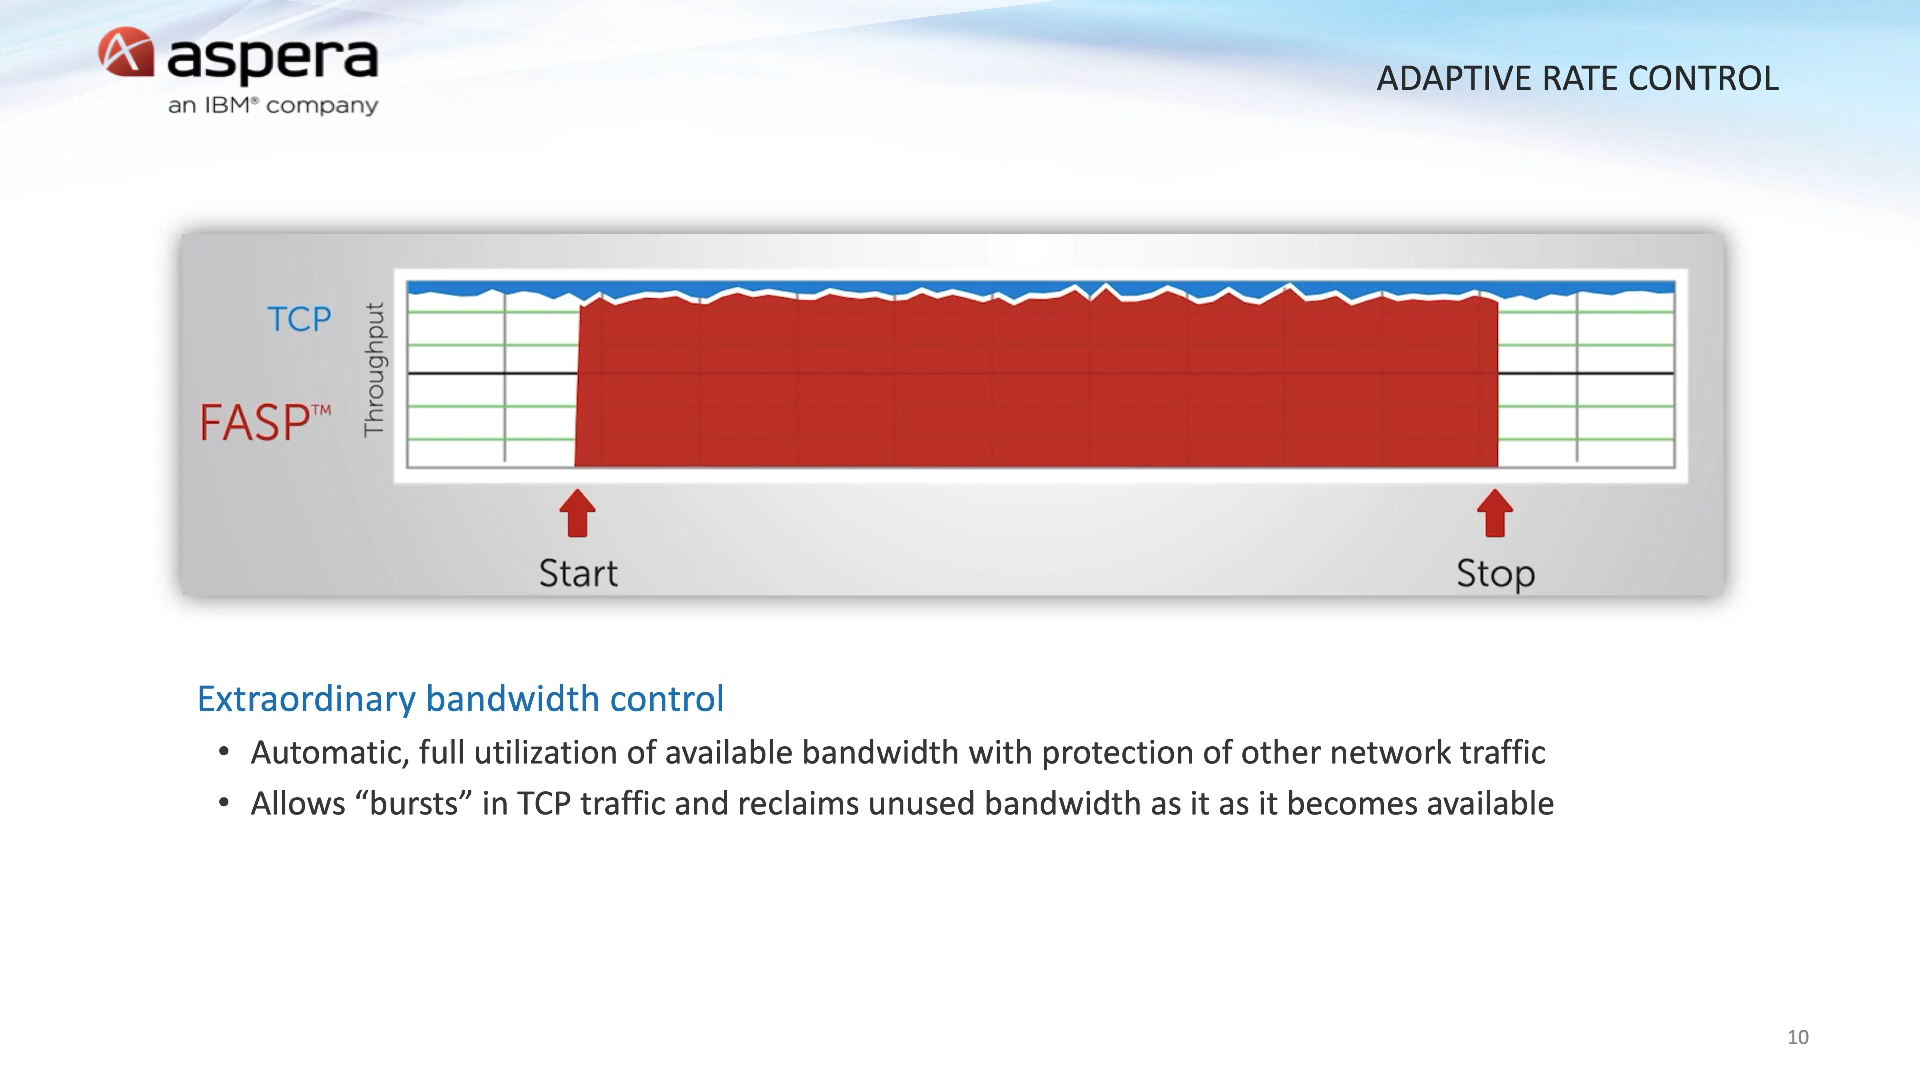 aspera
an IBM® company
ADAPTIVE RATE CONTROL
TCP
FASP™
Throughput
Start
Stop
Extraordinary bandwidth control
• Automatic, full utilization of available bandwidth with protection of other network traffic
• Allows “bursts” in TCP traffic and reclaims unused bandwidth as it as it becomes available
10